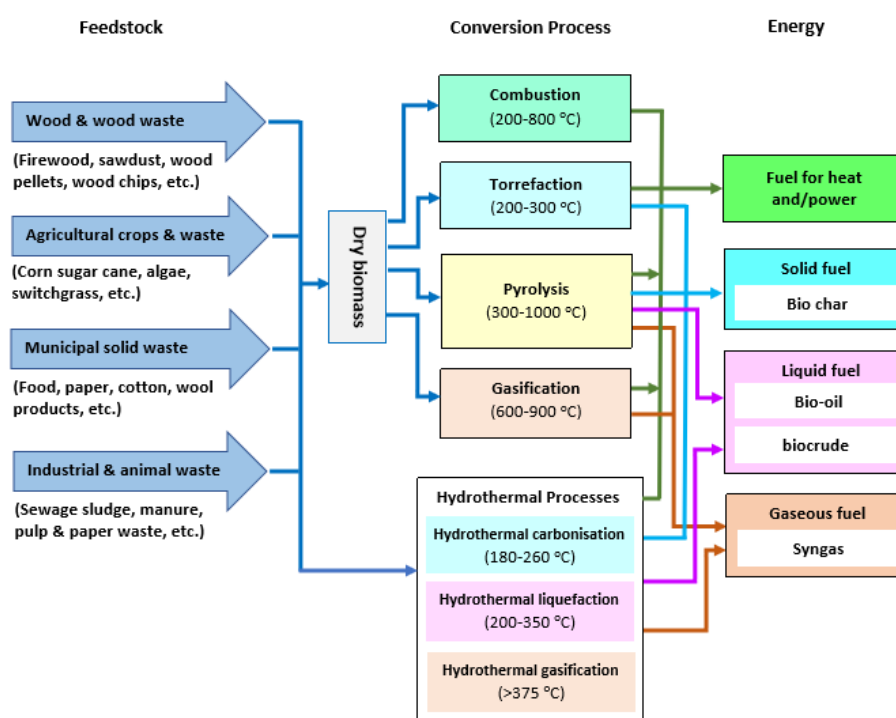 Feedstock
Conversion Process
Energy
Wood & wood waste
(Firewood, sawdust, wood
pellets, wood chips, etc.)
Agricultural crops & waste
(Corn sugar cane, algae,
switchgrass, etc.)
Municipal solid waste
(Food, paper, cotton, wool
products, etc.)
Industrial & animal waste
(Sewage sludge, manure,
pulp & paper waste, etc.)
Dry biomass
Combustion
(200-800 °C)
Torrefaction
(200-300 °C)
Pyrolysis
(300-1000 °C)
Gasification
(600-900 °C)
Hydrothermal Processes
Hydrothermal carbonisation
(180-260 °C)
Hydrothermal liquefaction
(200-350 °C)
Hydrothermal gasification
(>375 °C)
Fuel for heat
and/power
Solid fuel
Bio char
Liquid fuel
Bio-oil
biocrude
Gaseous fuel
Syngas